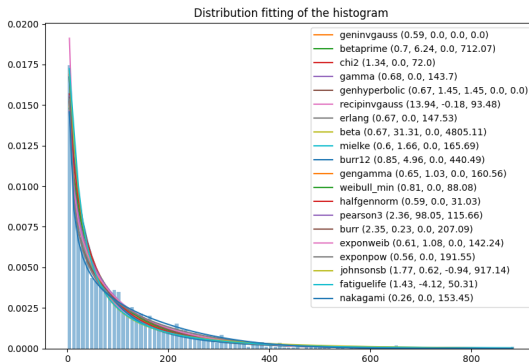 Distribution fitting of the histogram
0.0200
0.0175
0.0150
0.0125
0.0100
0.0075
0.0050
0.0025
0.0000
0
200
400
600
800
geninvgauss (0.59, 0.0, 0.0, 0.0)
betaprime (0.7, 6.24, 0.0, 712.07)
chi2 (1.34, 0.0, 72.0)
gamma (0.68, 0.0, 143.7)
genhyperbolic (0.67, 1.45, 1.45, 0.0, 0.0)
recipinvgauss (13.94, -0.18, 93.48)
erlang (0.67, 0.0, 147.53)
beta (0.67, 31.31, 0.0, 4805.11)
mielke (0.6, 1.66, 0.0, 165.69)
burr12 (0.85, 4.96, 0.0, 440.49)
gengamma (0.65, 1.03, 0.0, 160.56)
weibull_min (0.81, 0.0, 88.08)
halfgennorm (0.59, 0.0, 31.03)
pearson3 (2.36, 98.05, 115.66)
burr (2.35, 0.23, 0.0, 207.09)
exponweib (0.61, 1.08, 0.0, 142.24)
exponpow (0.56, 0.0, 191.55)
johnsonsb (1.77, 0.62, -0.94, 917.14)
fatiguelife (1.43, -4.12, 50.31)
nakagami (0.26, 0.0, 153.45)